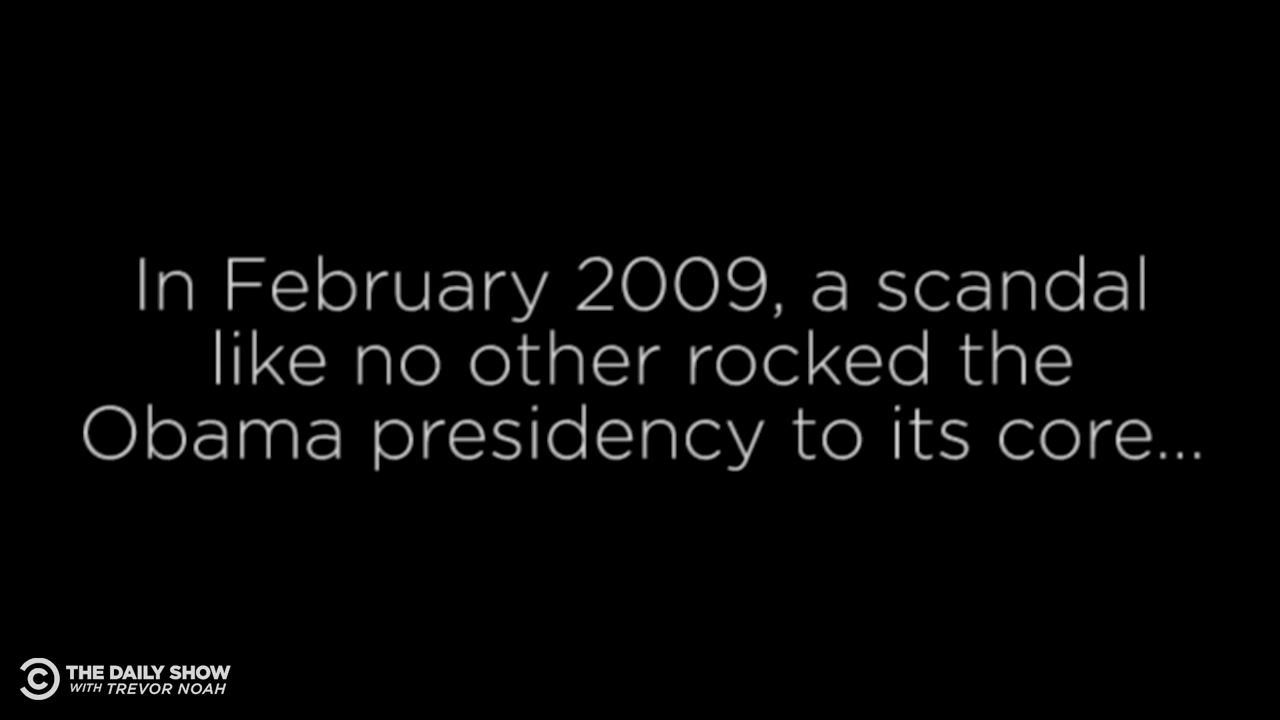 In February 2009, a scandal
like no other rocked the
Obama presidency to its core...
THE DAILY SHOW
WITH TREVOR NOAH